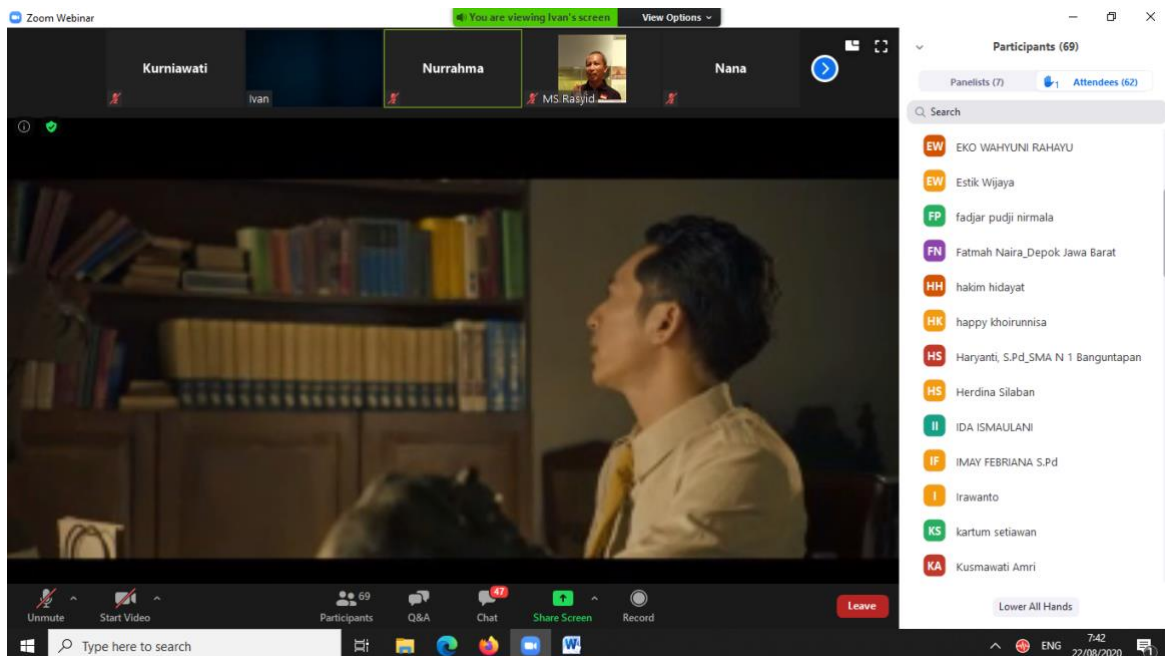 Zoom Webinar
You are viewing Ivan's screen
View Options
Kurniawati
Ivan
Nurrahma
MS Rasyid
Nana
Participants (69)
Panelists (7)
1
Attendees (62)
Search
EW EKO WAHYUNI RAHAYU
EW Estik Wijaya
FP fadjar pudji nirmala
FN Fatmah Naira_Depok Jawa Barat
HH hakim hidayat
HK happy khoirunnisa
HS Haryanti, S.Pd_SMA N 1 Banguntapan
HS Herdina Silaban
II IDA ISMAULANI
IF IMAY FEBRIANA S.Pd
I Irawanto
KS kartum setiawan
KA Kusmawati Amri
Lower All Hands
Unmute
Start Video
69
Participants
Q&A
47
Chat
Share Screen
Record
Leave
Type here to search
W
ENG
7:42
22/08/2020
1